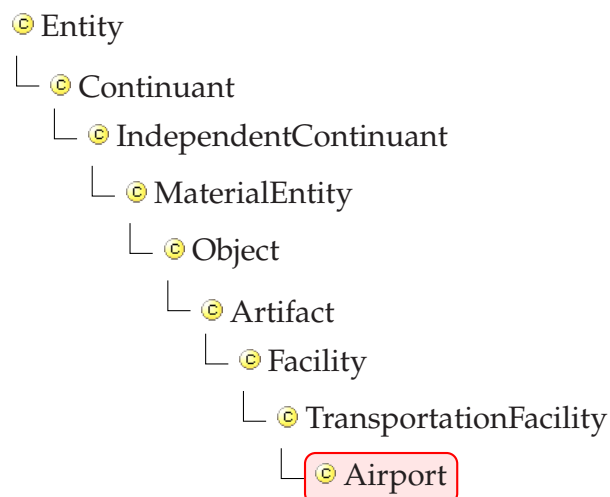 C Entity
C Continuant
C IndependentContinuant
C MaterialEntity
C Object
C Artifact
C Facility
C TransportationFacility
C Airport